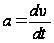 a = dv/dt